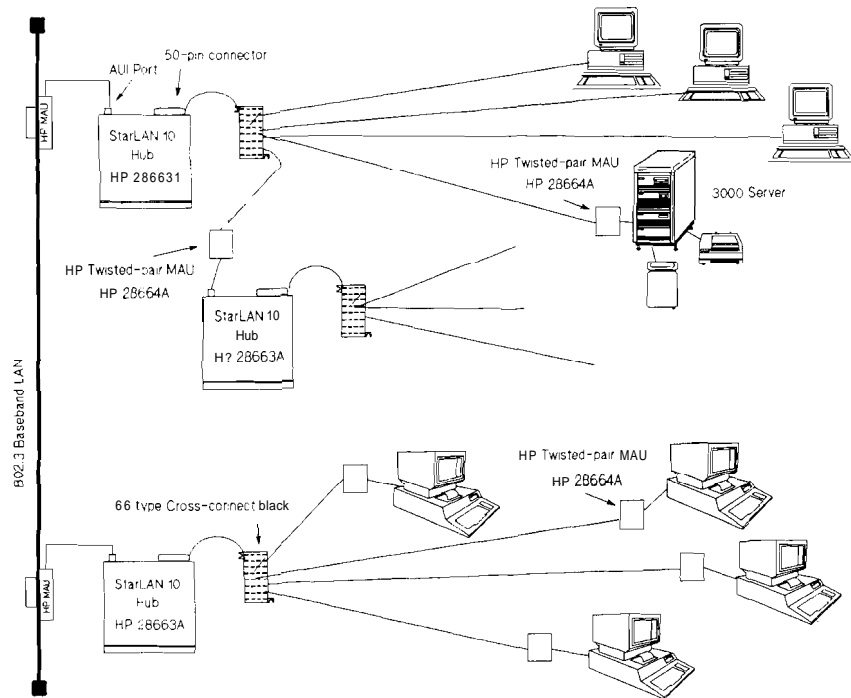 50-pin connector
AUI Port
HP MAU
StarLAN 10
Hub
HP 286631
HP Twisted-pair MAU
HP 28664A
3000 Server
HP Twisted-pair MAU
HP 28664A
StarLAN 10
Hub
H? 28663A
802.3 Baseband LAN
HP Twisted-pair MAU
HP 28664A
66 type Cross-connect black
HP MAU
StarLAN 10
Hub
HP 28663A